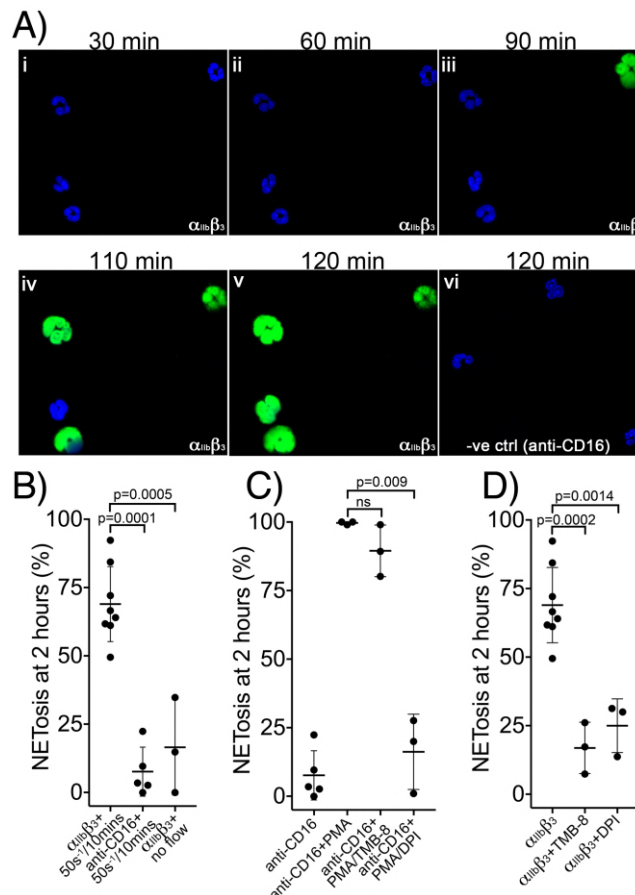 A)
30 min 60 min 90 min
i ii iii
αIIbβ3 αIIbβ3 αIIbβ
110 min 120 min 120 min
iv v vi
αIIbβ3 αIIbβ3 -ve ctrl (anti-CD16)
B) C) D)
p=0.0005
p=0.0001
100
75
50
25
0
NETosis at 2 hours (%)
αIIbβ3+
50s⁻¹/10mins
anti-CD16+
50s⁻¹/10mins
αIIbβ3+
no flow
p=0.009
ns
100
75
50
25
0
NETosis at 2 hours (%)
anti-CD16
anti-CD16+PMA
anti-CD16+
PMA/TMB-8
anti-CD16+
PMA/DPI
p=0.0014
p=0.0002
100
75
50
25
0
NETosis at 2 hours (%)
αIIbβ3
αIIbβ3+TMB-8
αIIbβ3+DPI